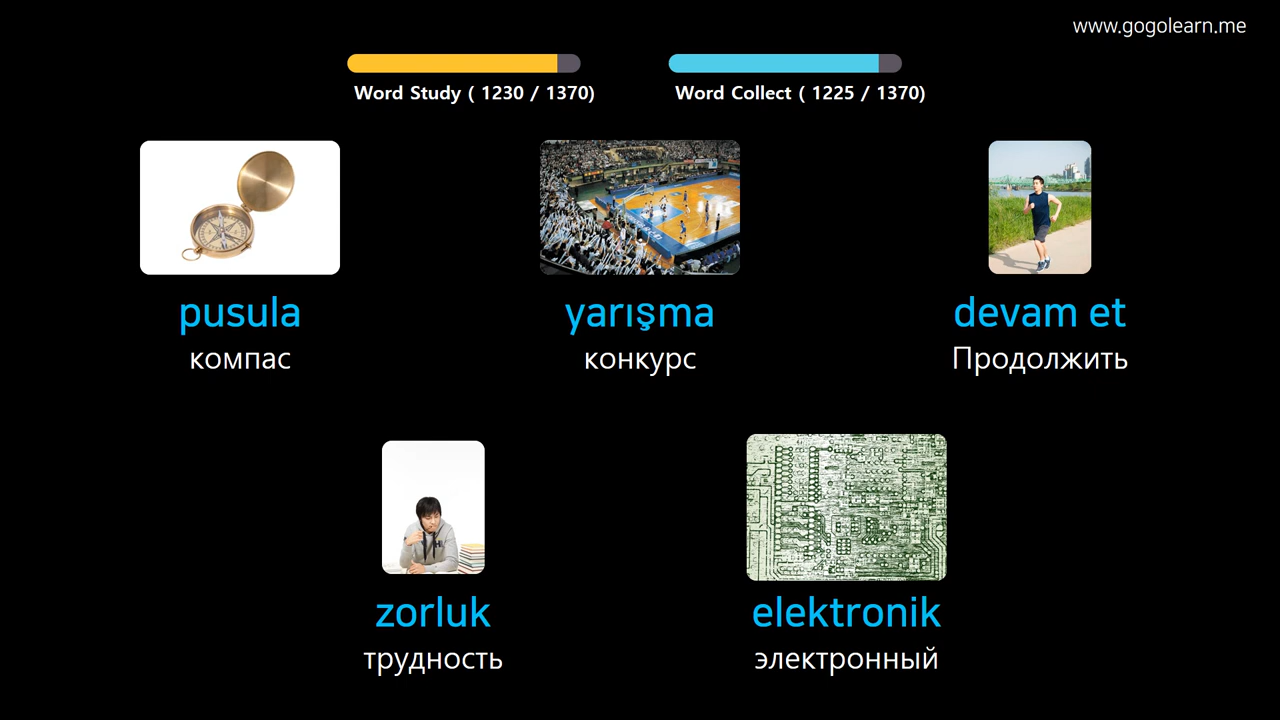 www.gogolearn.me
Word Study ( 1230 / 1370)
Word Collect ( 1225 / 1370)
pusula
компас
yarışma
конкурс
devam et
Продолжить
zorluk
трудность
elektronik
электронный